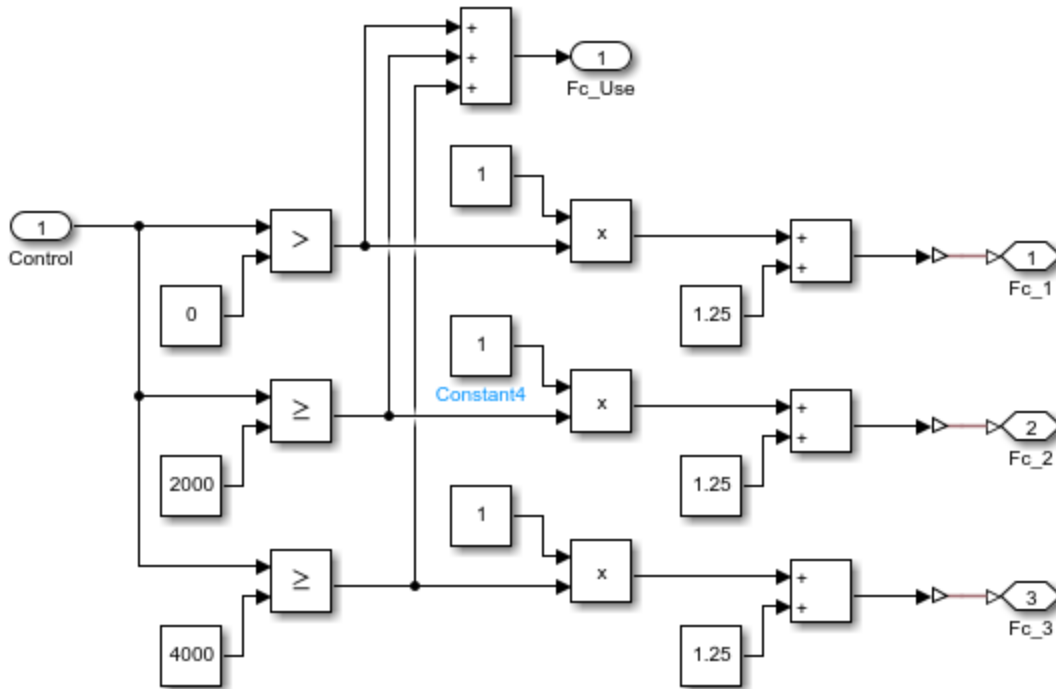 +
+
+
1
Fc_Use
1
1
Control
>
x
+
+
1
Fc_1
0
1.25
1
Constant4
≥
x
+
+
2
Fc_2
2000
1.25
1
≥
x
+
+
3
Fc_3
4000
1.25